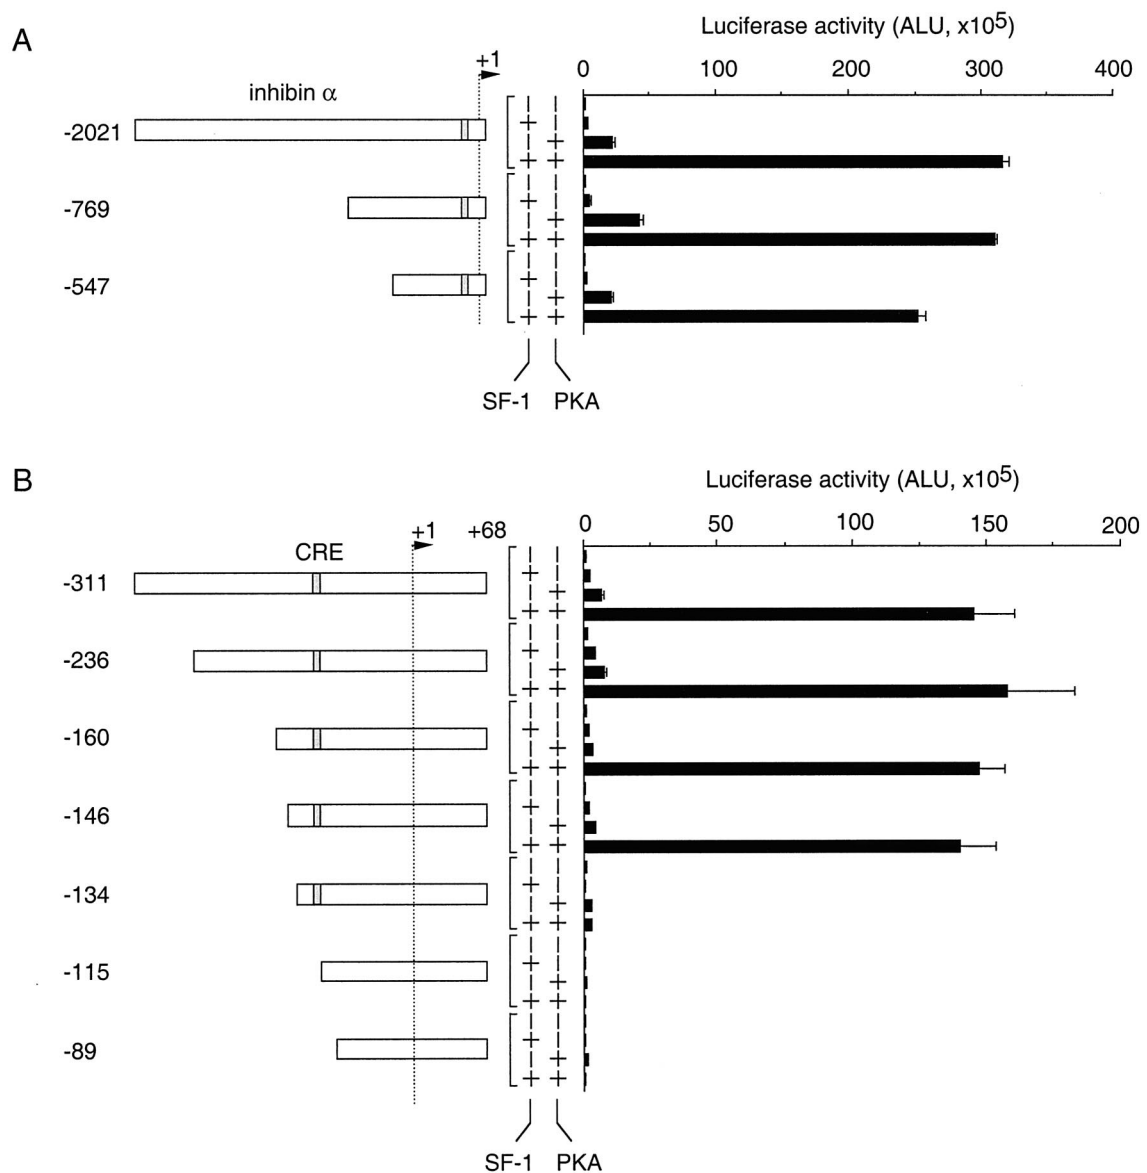 A
Luciferase activity (ALU, x10⁵)
+1
0 100 200 300 400
inhibin α
-2021
-769
-547
SF-1 PKA
B
Luciferase activity (ALU, x10⁵)
+1 +68
0 50 100 150 200
CRE
-311
-236
-160
-146
-134
-115
-89
SF-1 PKA